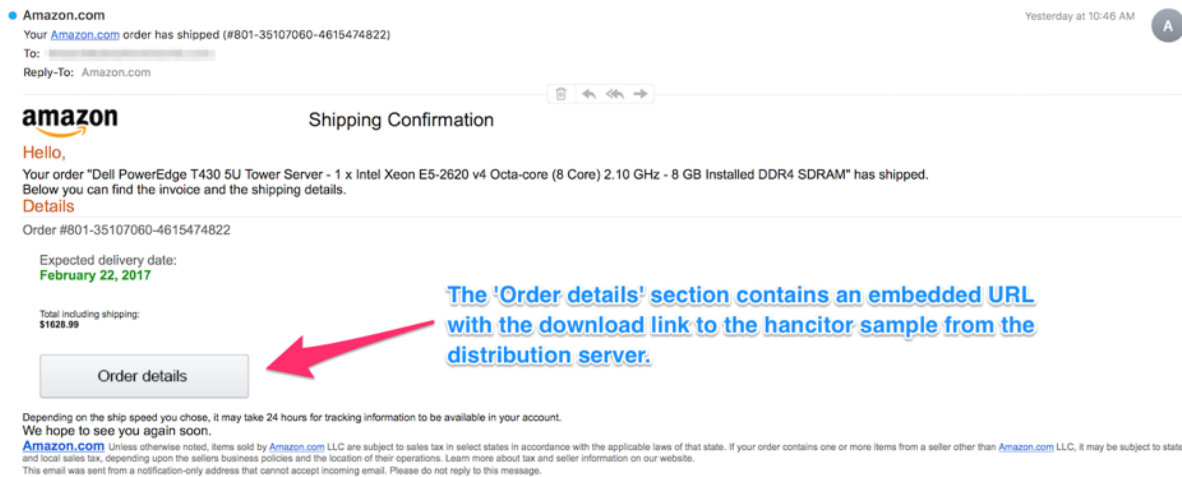 Amazon.com
Yesterday at 10:46 AM
A
Your Amazon.com order has shipped (#801-35107060-4615474822)
To:
Reply-To: Amazon.com
amazon
Shipping Confirmation
Hello,
Your order "Dell PowerEdge T430 5U Tower Server - 1 x Intel Xeon E5-2620 v4 Octa-core (8 Core) 2.10 GHz - 8 GB Installed DDR4 SDRAM" has shipped.
Below you can find the invoice and the shipping details.
Details
Order #801-35107060-4615474822
Expected delivery date:
February 22, 2017
The 'Order details' section contains an embedded URL
with the download link to the hancitor sample from the
distribution server.
Total including shipping:
$1628.99
Order details
Depending on the ship speed you chose, it may take 24 hours for tracking information to be available in your account.
We hope to see you again soon.
Amazon.com Unless otherwise noted, items sold by Amazon.com LLC are subject to sales tax in select states in accordance with the applicable laws of that state. If your order contains one or more items from a seller other than Amazon.com LLC, it may be subject to state
and local sales tax, depending upon the sellers business policies and the location of their operations. Learn more about tax and seller information on our website.
This email was sent from a notification-only address that cannot accept incoming email. Please do not reply to this message.